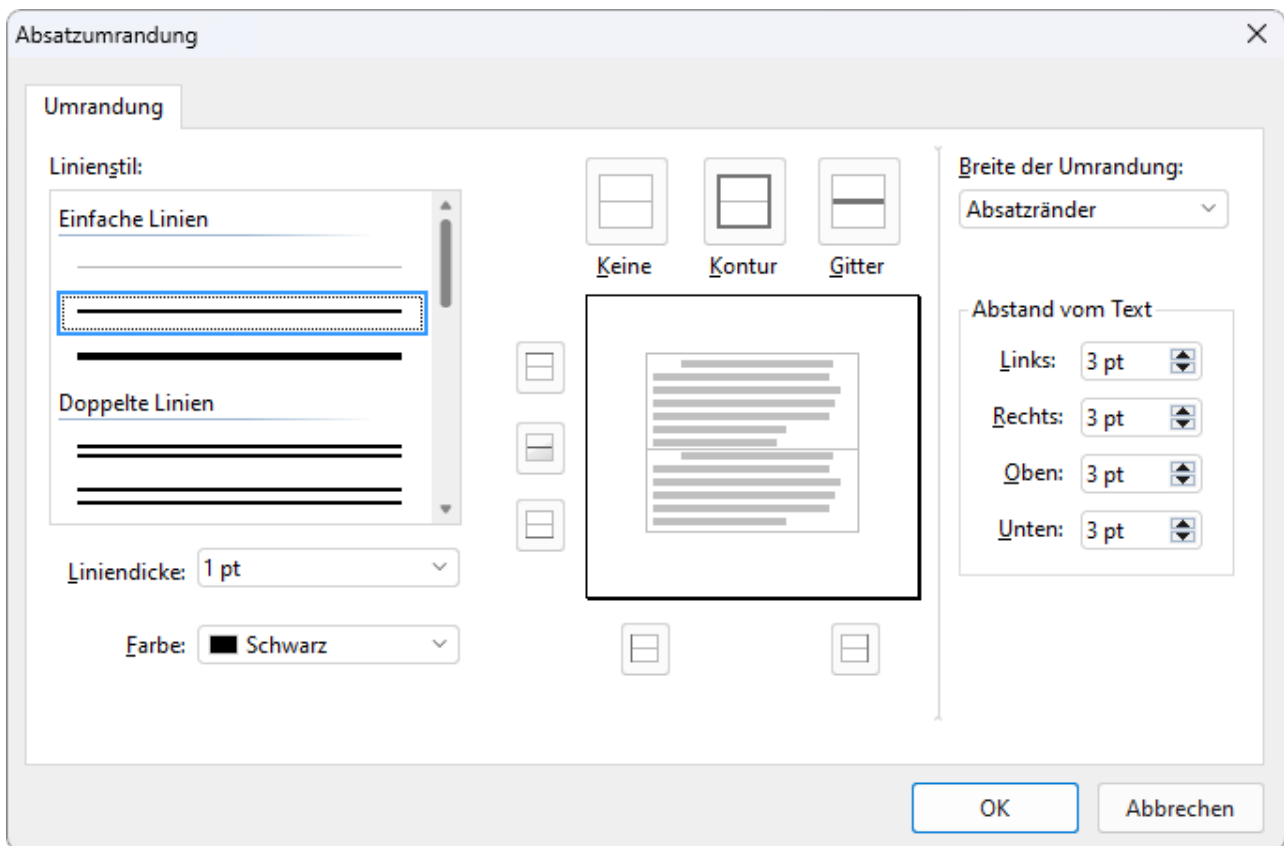 Absatzumrandung
Umrandung
Linienstil:
Einfache Linien
Doppelte Linien
Liniendicke: 1 pt
Farbe: Schwarz
Keine Kontur Gitter
Breite der Umrandung:
Absatzränder
Abstand vom Text
Links: 3 pt
Rechts: 3 pt
Oben: 3 pt
Unten: 3 pt
OK Abbrechen